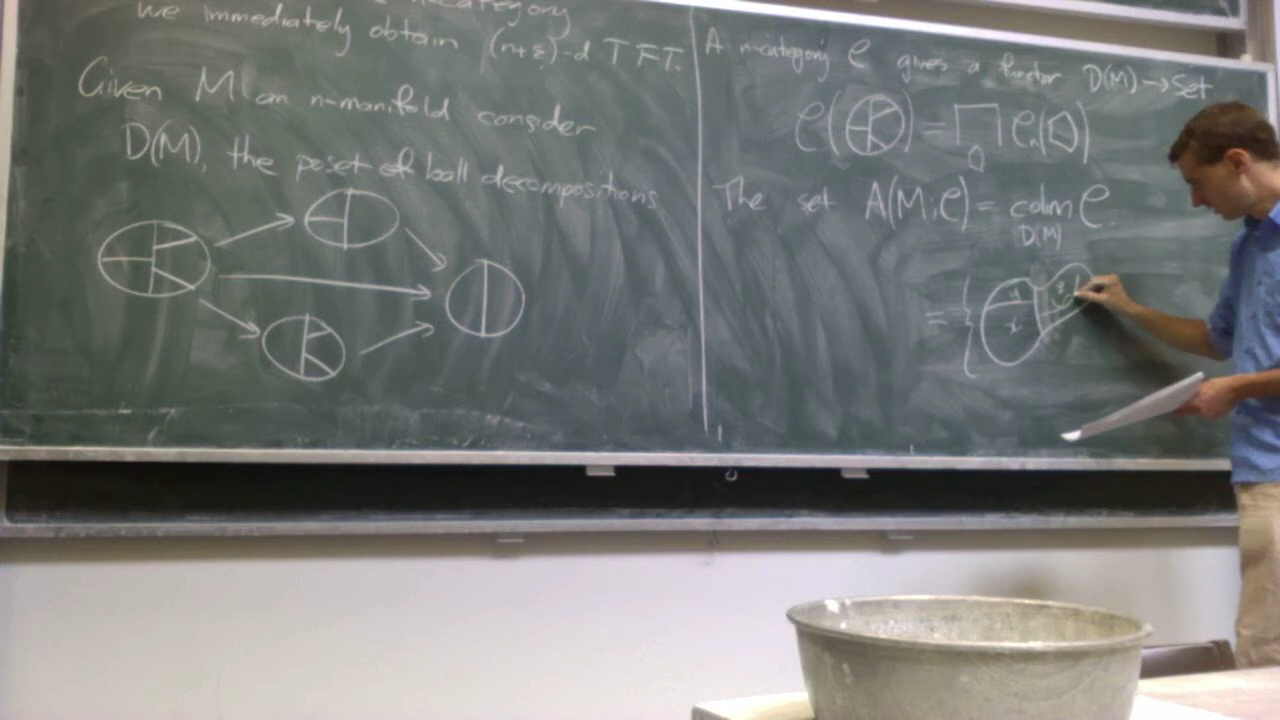 n-category
we immediately obtain (n+ε)-d TFT.
Given M an n-manifold consider
D(M), the poset of ball decompositions
A n-category C gives a functor D(M) → Set
C( ) = ∏ Cₙ( )
The set A(M; C) = colim C.
D(M)
= {
y z
x